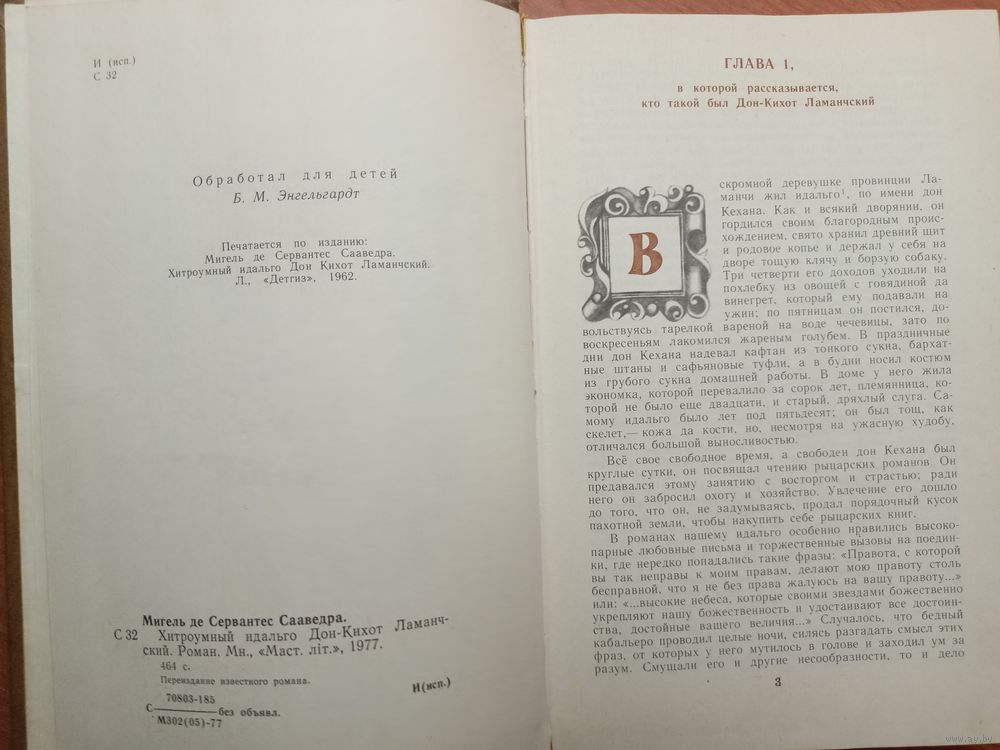 И (исп.)
С 32
Обработал для детей
Б. М. Энгельгардт
Печатается по изданию:
Мигель де Сервантес Сааведра.
Хитроумный идальго Дон Кихот Ламанчский.
Л., «Детгиз», 1962.
Мигель де Сервантес Сааведра.
С 32 Хитроумный идальго Дон-Кихот Ламанч-
ский. Роман. Мн., «Маст. літ.», 1977.
464 с.
Переиздание известного романа.
70803-185
С———без объявл.
М302(05)-77
И(исп.)
ГЛАВА 1,
в которой рассказывается,
кто такой был Дон-Кихот Ламанчский
В
скромной деревушке провинции Ла-
манчи жил идальго¹, по имени дон
Кехана. Как и всякий дворянин, он
гордился своим благородным проис-
хождением, свято хранил древний щит
и родовое копье и держал у себя на
дворе тощую клячу и борзую собаку.
Три четверти его доходов уходили на
похлебку из овощей с говядиной да
винегрет, который ему подавали на
ужин; по пятницам он постился, до-
вольствуясь тарелкой вареной на воде чечевицы, зато по
воскресеньям лакомился жареным голубем. В праздничные
дни дон Кехана надевал кафтан из тонкого сукна, бархат-
ные штаны и сафьяновые туфли, а в будни носил костюм
из грубого сукна домашней работы. В доме у него жила
экономка, которой перевалило за сорок лет, племянница, ко-
торой не было еще двадцати, и старый, дряхлый слуга. Са-
мому идальго было лет под пятьдесят; он был тощ, как
скелет,— кожа да кости, но, несмотря на ужасную худобу,
отличался большой выносливостью.
Всё свое свободное время, а свободен дон Кехана был
круглые сутки, он посвящал чтению рыцарских романов. Он
предавался этому занятию с восторгом и страстью; ради
него он забросил охоту и хозяйство. Увлечение его дошло
до того, что он, не задумываясь, продал порядочный кусок
пахотной земли, чтобы накупить себе рыцарских книг.
В романах нашему идальго особенно нравились высоко-
парные любовные письма и торжественные вызовы на поедин-
ки, где нередко попадались такие фразы: «Правота, с которой
вы так неправы к моим правам, делают мою правоту столь
бесправной, что я не без права жалуюсь на вашу правоту...»
или: «...высокие небеса, которые своими звездами божественно
укрепляют нашу божественность и удостаивают все достоин-
ства, достойные вашего величия...» Случалось, что бедный
кабальеро проводил целые ночи, силясь разгадать смысл этих
фраз, от которых у него мутилось в голове и заходил ум за
разум. Смущали его и другие несообразности, то и дело
3
www.ay.by